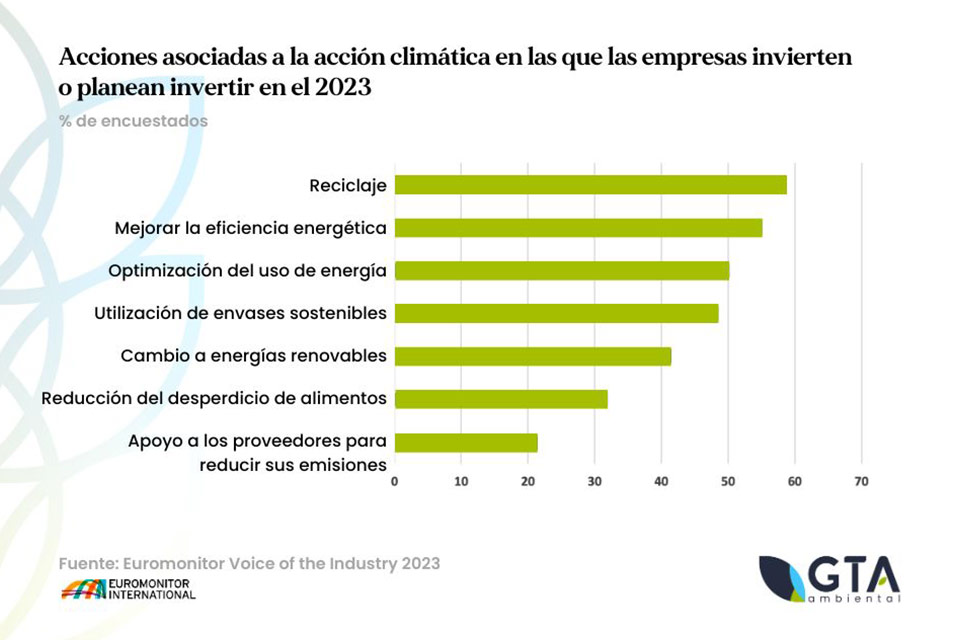 Acciones asociadas a la acción climática en las que las empresas invierten
o planean invertir en el 2023
% de encuestados
Reciclaje
Mejorar la eficiencia energética
Optimización del uso de energía
Utilización de envases sostenibles
Cambio a energías renovables
Reducción del desperdicio de alimentos
Apoyo a los proveedores para
reducir sus emisiones
0 10 20 30 40 50 60 70
Fuente: Euromonitor Voice of the Industry 2023
EUROMONITOR
INTERNATIONAL
GTA
ambiental